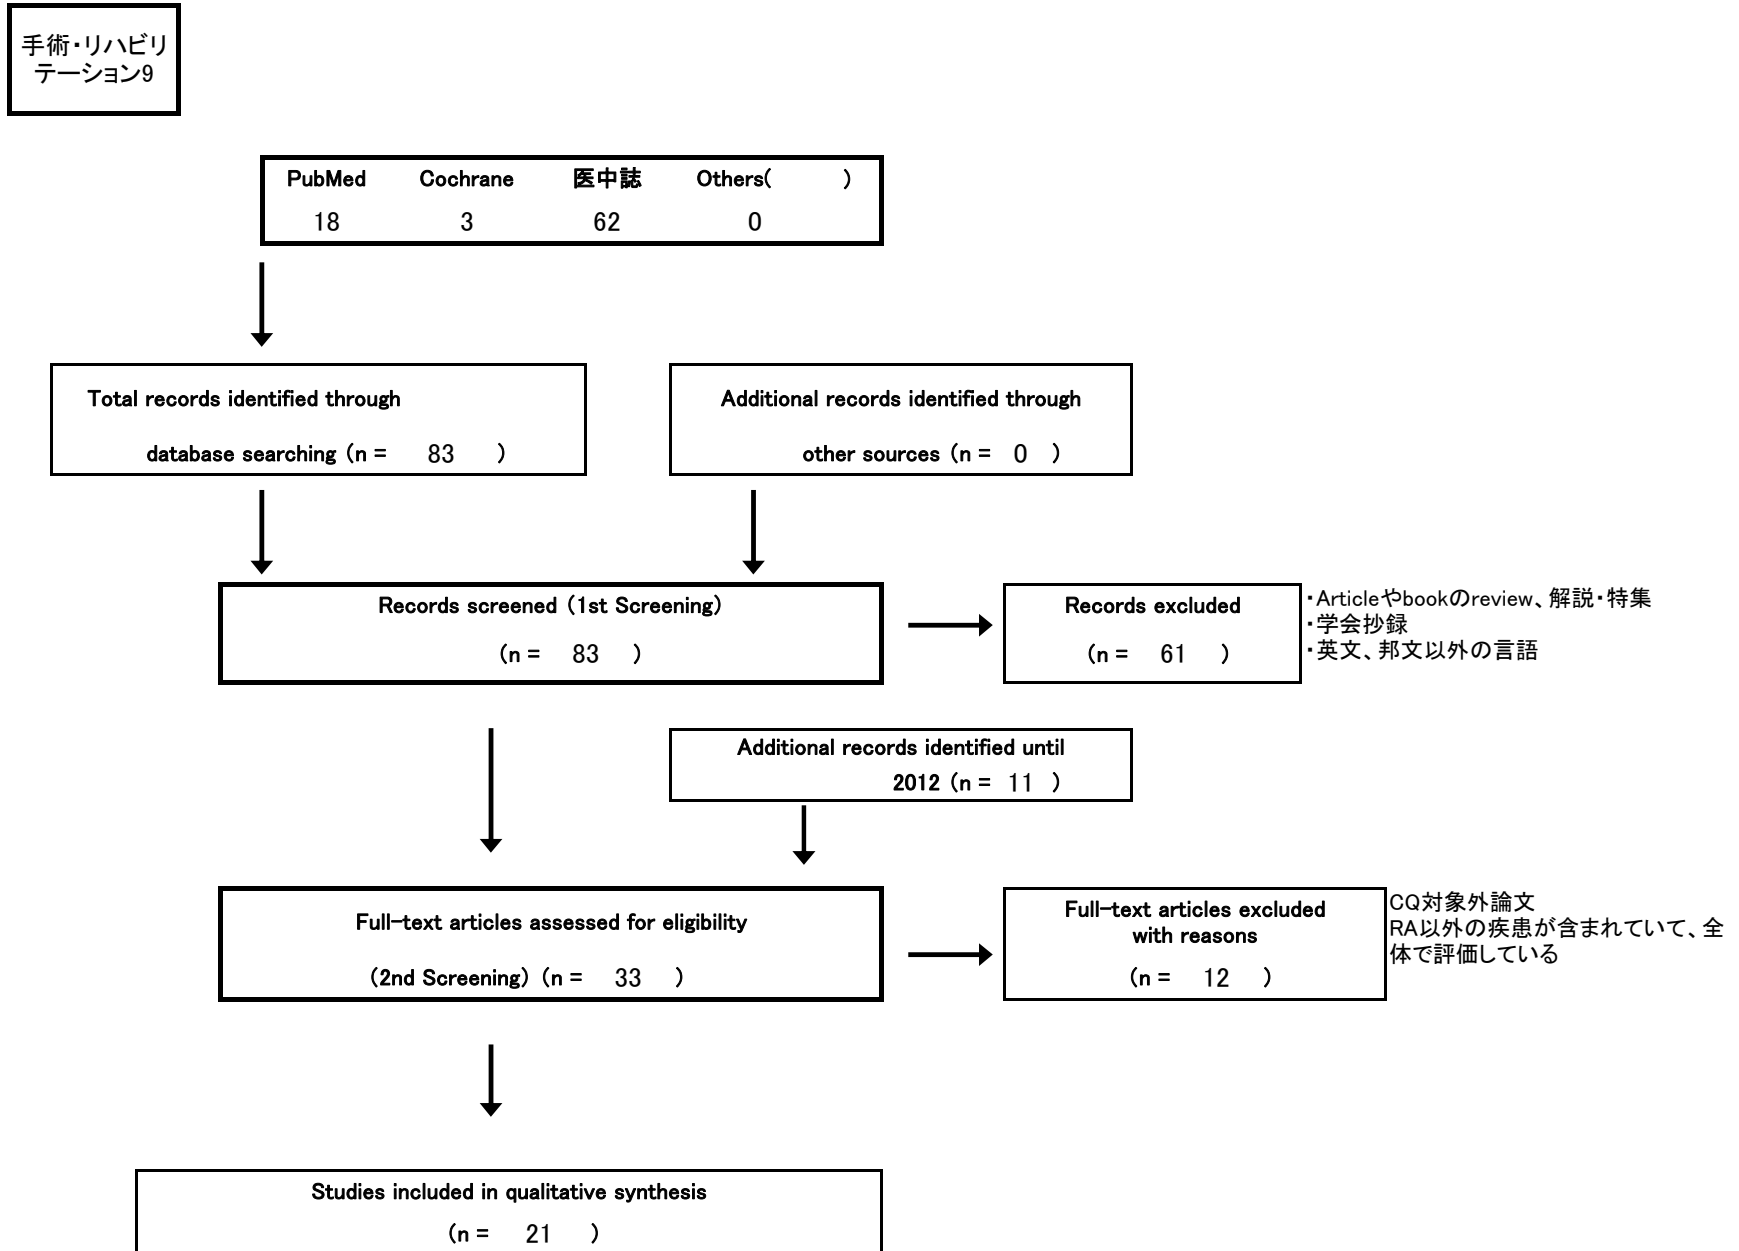 手術・リハビリ
テーション9
PubMed Cochrane 医中誌 Others( )
18 3 62 0
Total records identified through
database searching (n = 83 )
Additional records identified through
other sources (n = 0 )
Records screened (1st Screening)
(n = 83 )
Records excluded
(n = 61 )
・Articleやbookのreview、解説・特集
・学会抄録
・英文、邦文以外の言語
Additional records identified until
2012 (n = 11 )
Full-text articles assessed for eligibility
(2nd Screening) (n = 33 )
Full-text articles excluded
with reasons
(n = 12 )
CQ対象外論文
RA以外の疾患が含まれていて、全
体で評価している
Studies included in qualitative synthesis
(n = 21 )